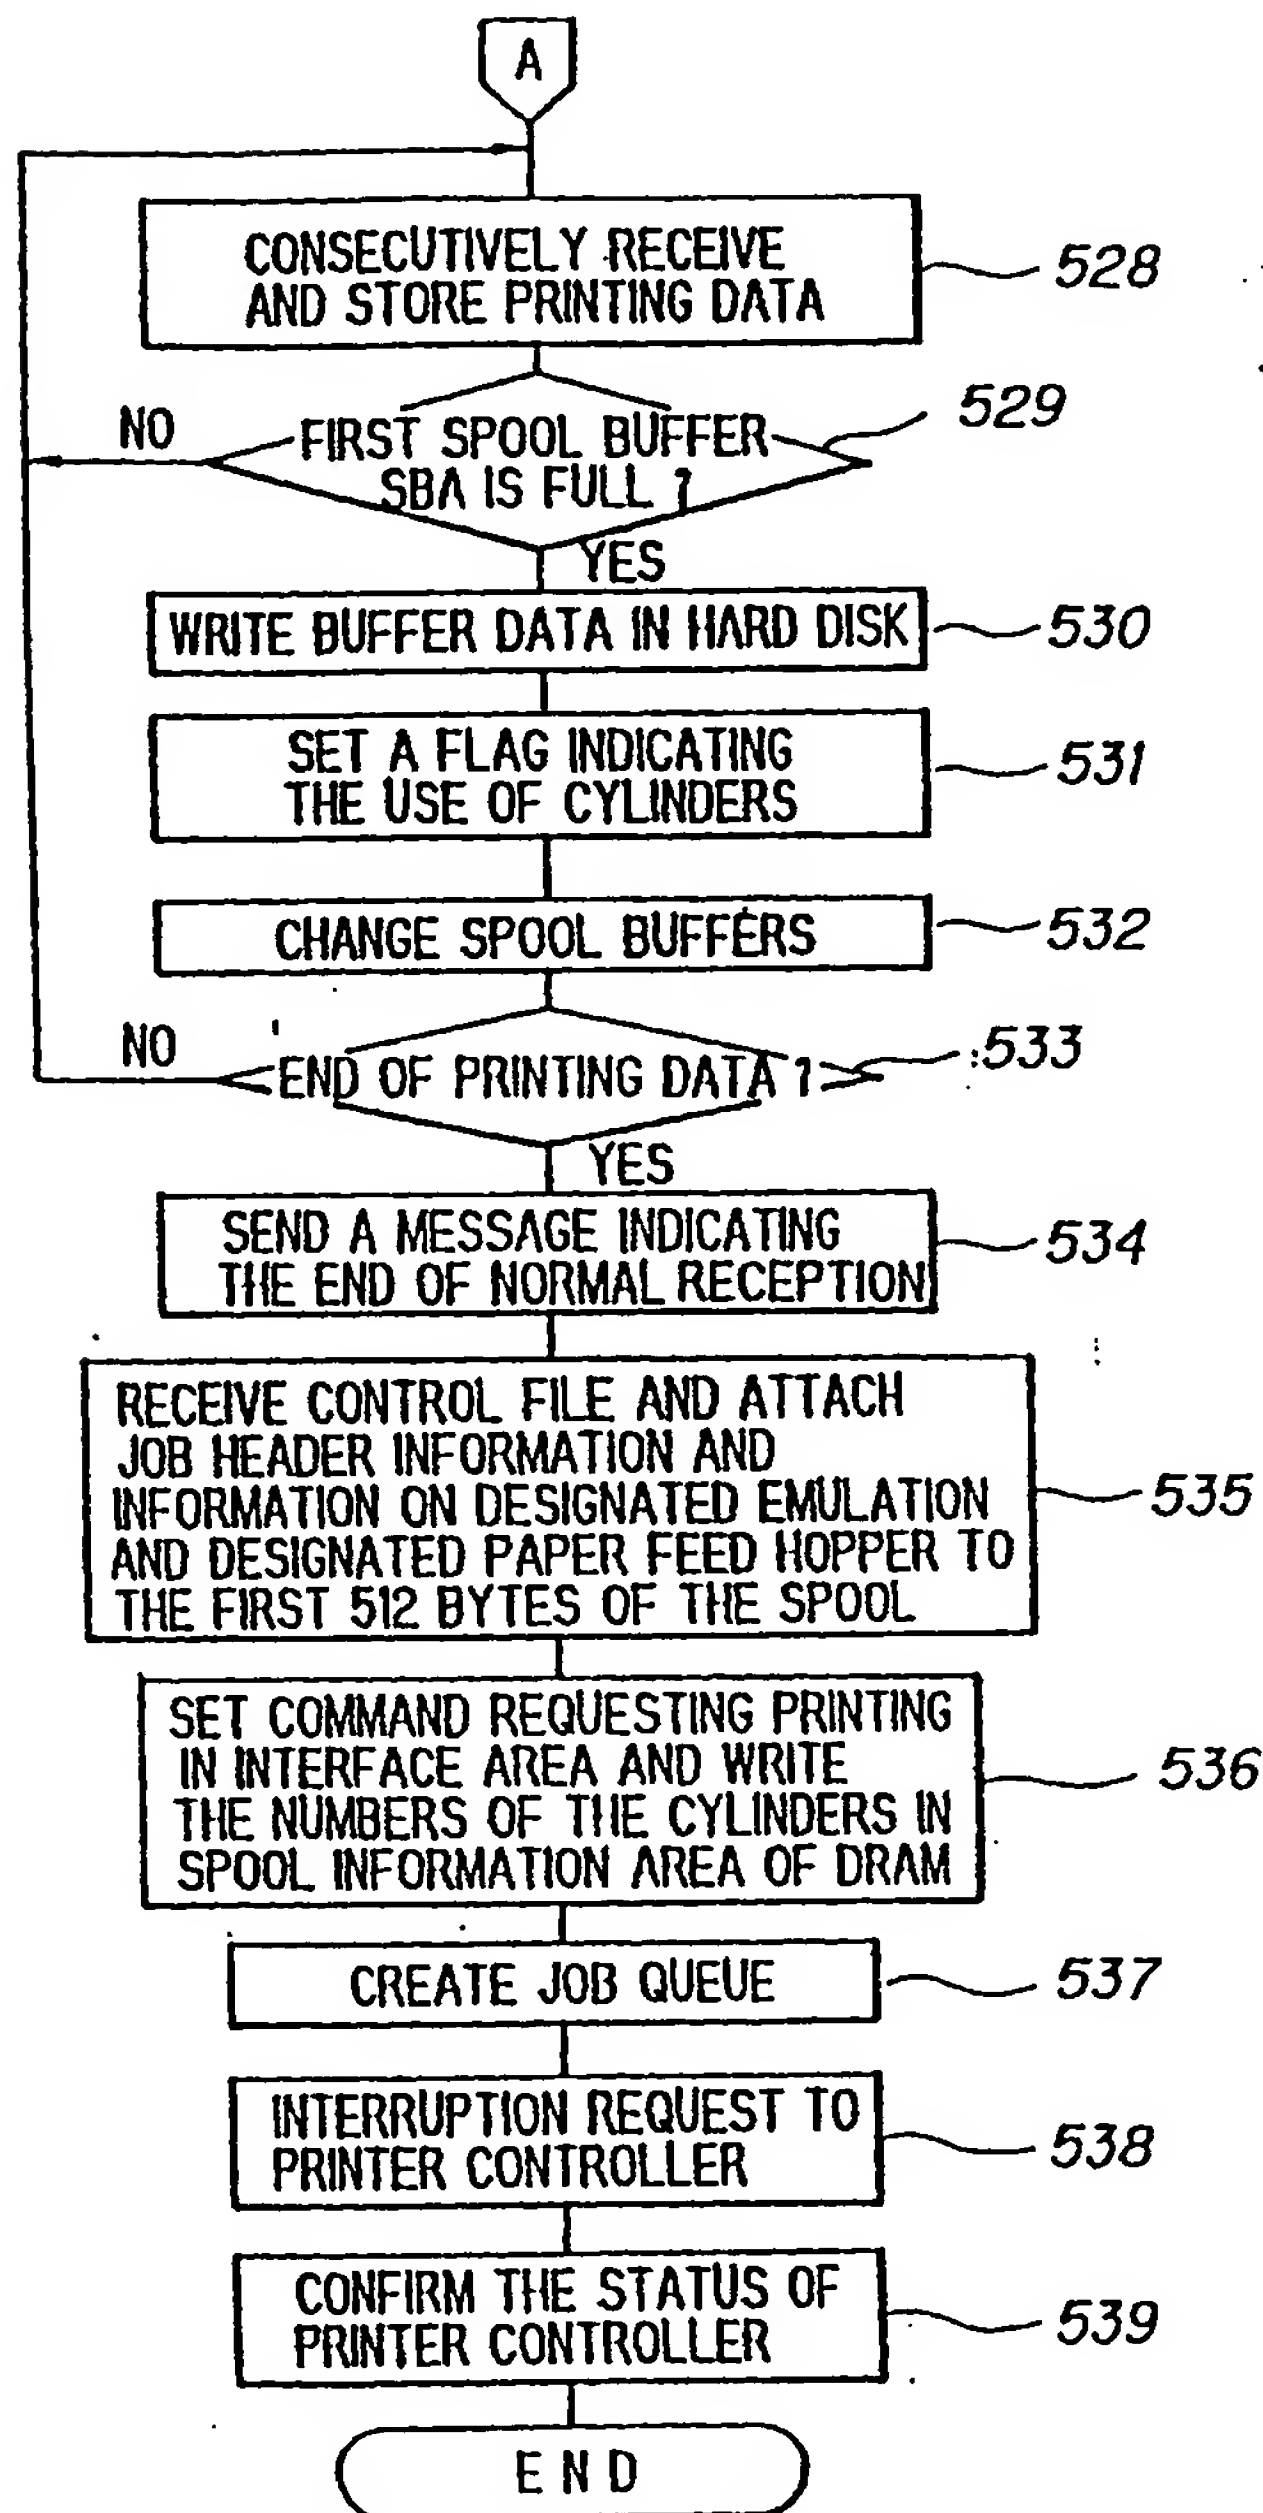 A
CONSECUTIVELY RECEIVE
AND STORE PRINTING DATA
528
529
NO
FIRST SPOOL BUFFER
SBA IS FULL ?
YES
WRITE BUFFER DATA IN HARD DISK
530
SET A FLAG INDICATING
THE USE OF CYLINDERS
531
CHANGE SPOOL BUFFERS
532
NO
END OF PRINTING DATA ?
533
YES
SEND A MESSAGE INDICATING
THE END OF NORMAL RECEPTION
534
RECEIVE CONTROL FILE AND ATTACH
JOB HEADER INFORMATION AND
INFORMATION ON DESIGNATED EMULATION
AND DESIGNATED PAPER FEED HOPPER TO
THE FIRST 512 BYTES OF THE SPOOL
535
SET COMMAND REQUESTING PRINTING
IN INTERFACE AREA AND WRITE
THE NUMBERS OF THE CYLINDERS IN
SPOOL INFORMATION AREA OF DRAM
536
CREATE JOB QUEUE
537
INTERRUPTION REQUEST TO
PRINTER CONTROLLER
538
CONFIRM THE STATUS OF
PRINTER CONTROLLER
539
END